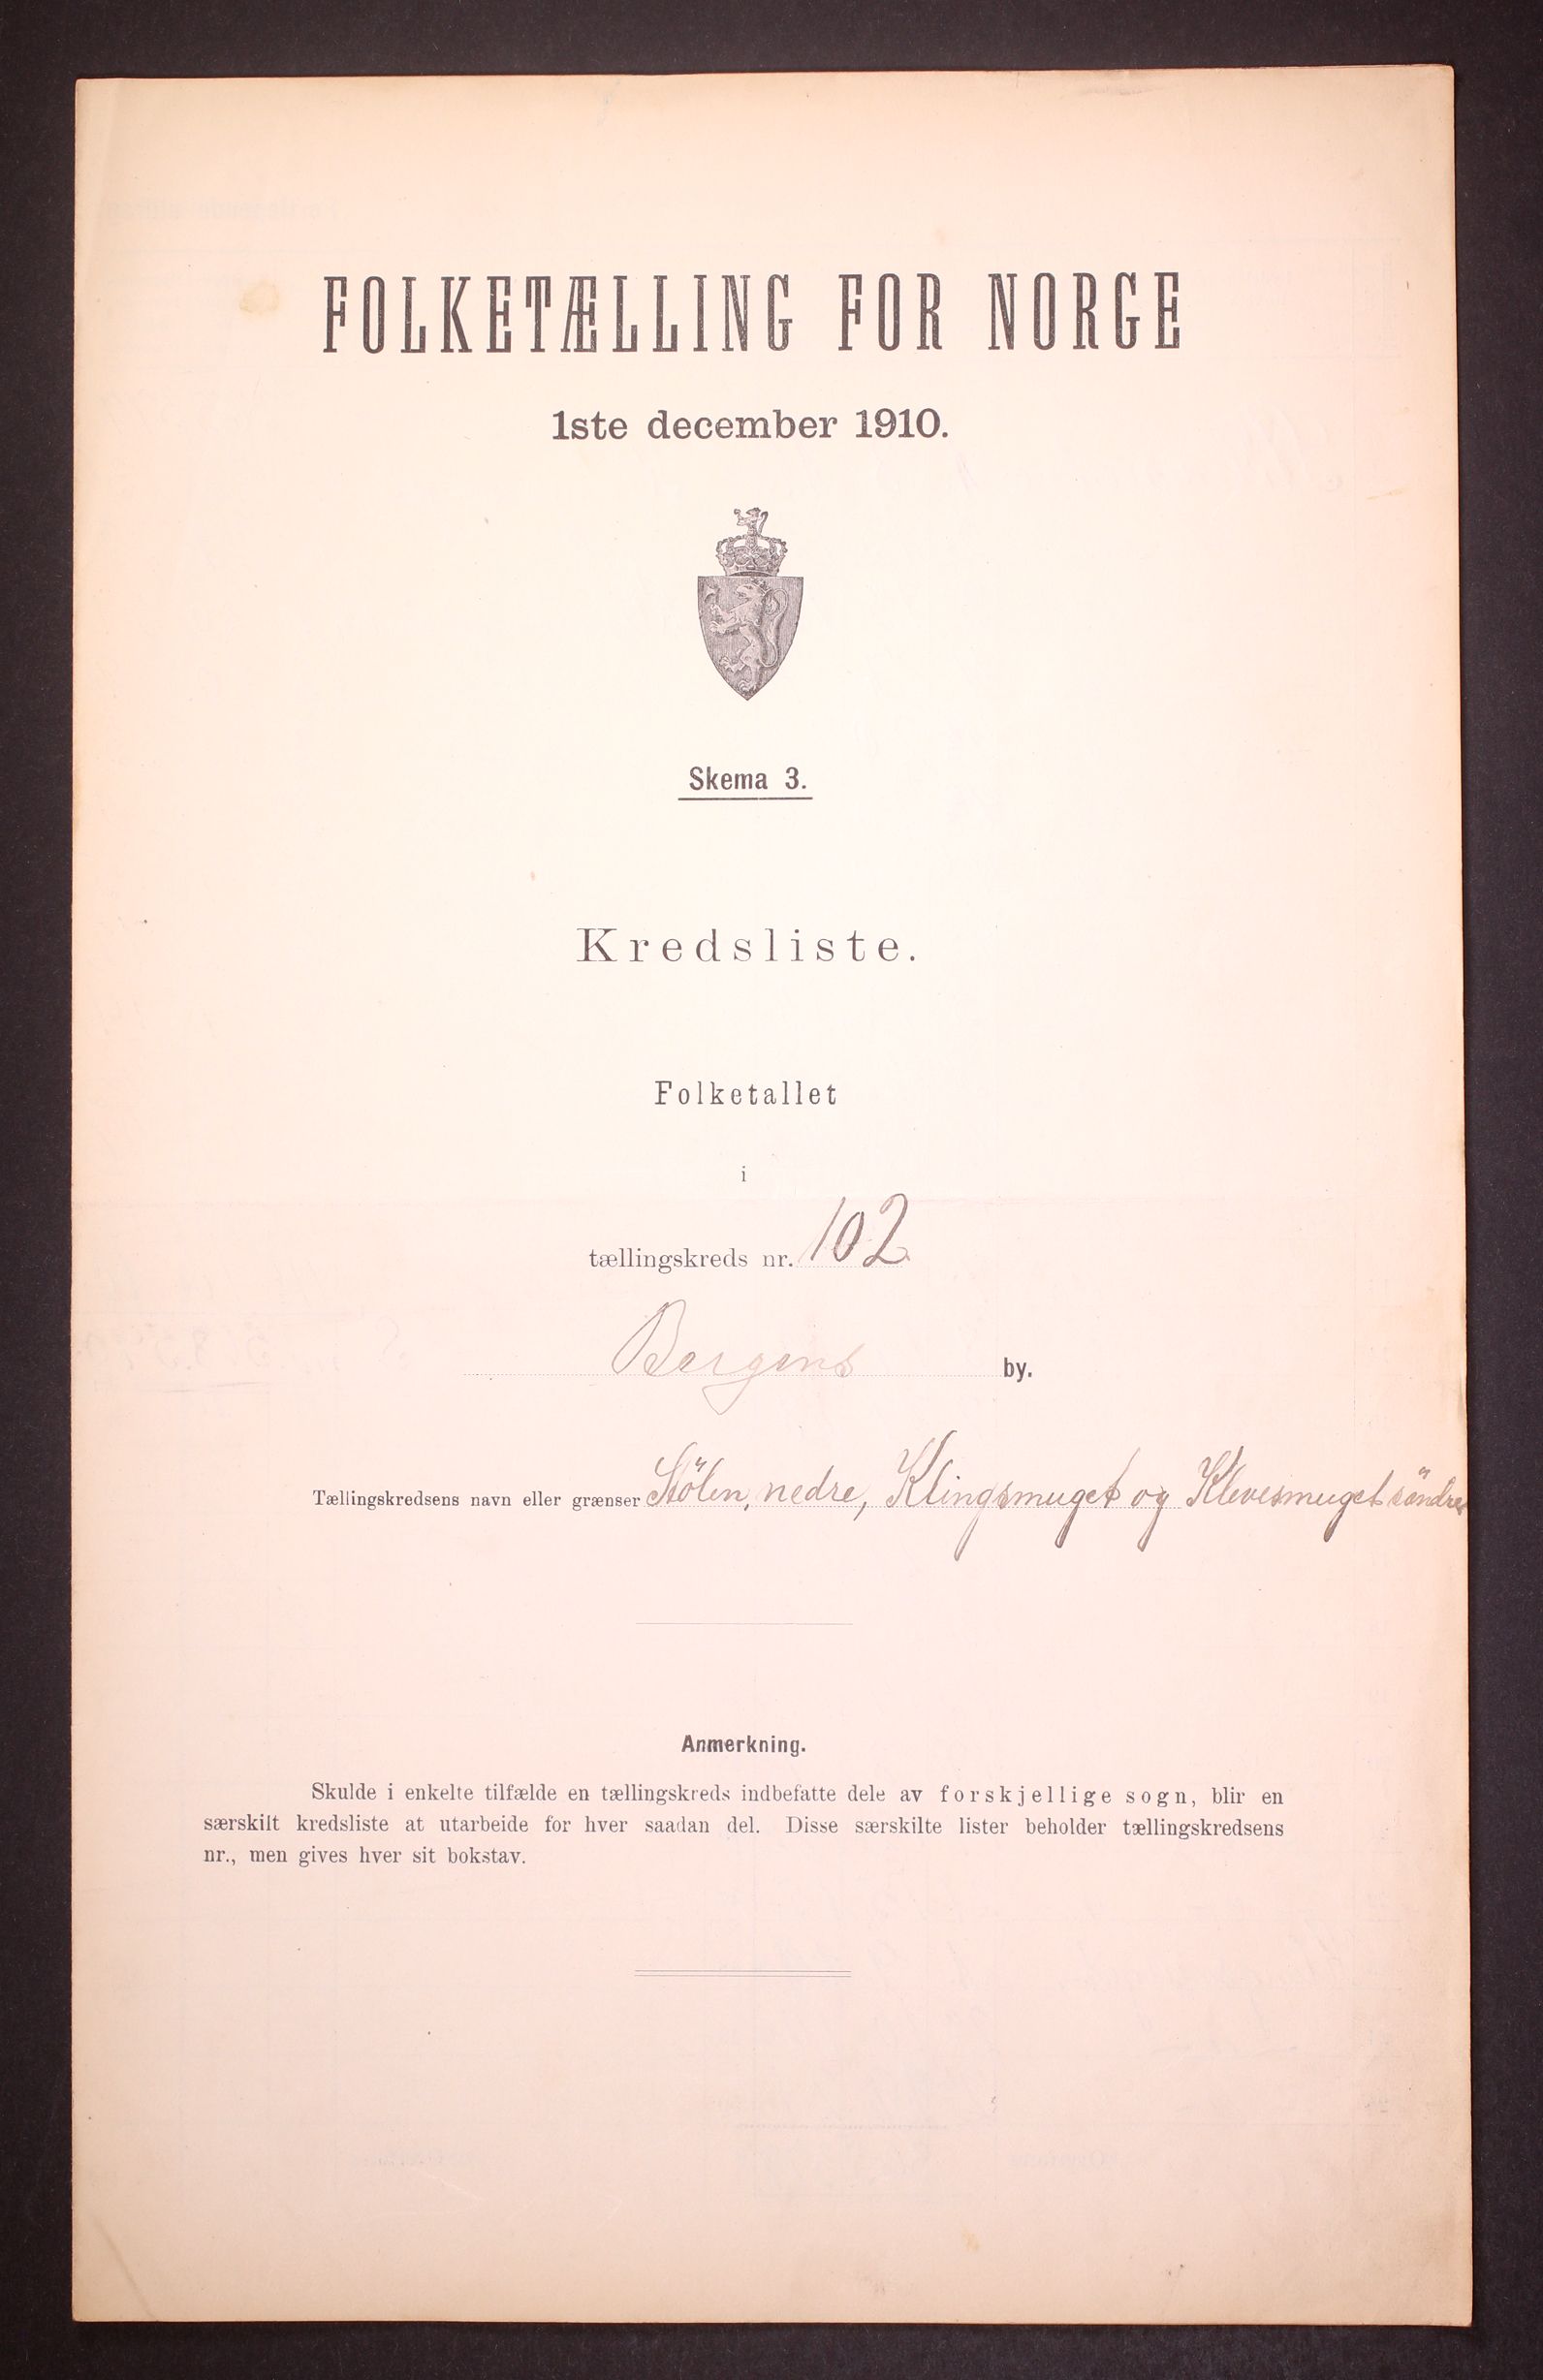 FOLKETÆLLING FOR NORGE
1ste december 1910.
Skema 3.
Kredsliste.
Folketallet
i
tællingskreds nr. 102
Bergens by.
Tællingskredsens navn eller grænser Stölen, nedre, Klingsmuget og Klevesmuget söndre
Anmerkning.
Skulde i enkelte tilfælde en tællingskreds indbefatte dele av forskjellige sogn, blir en
særskilt kredsliste at utarbeide for hver saadan del. Disse særskilte lister beholder tællingskredsens
nr., men gives hver sit bokstav.